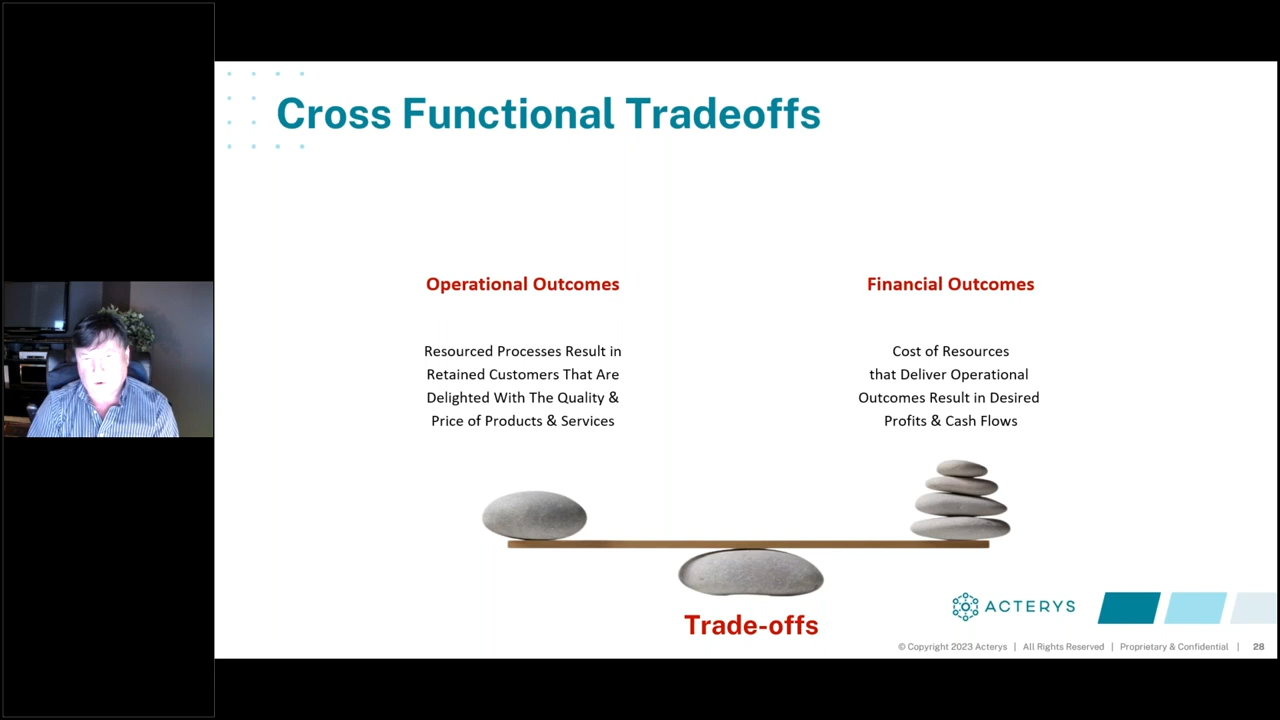 Cross Functional Tradeoffs
Operational Outcomes
Resourced Processes Result in
Retained Customers That Are
Delighted With The Quality &
Price of Products & Services
Financial Outcomes
Cost of Resources
that Deliver Operational
Outcomes Result in Desired
Profits & Cash Flows
Trade-offs
ACTERYS
© Copyright 2023 Acterys | All Rights Reserved | Proprietary & Confidential | 28